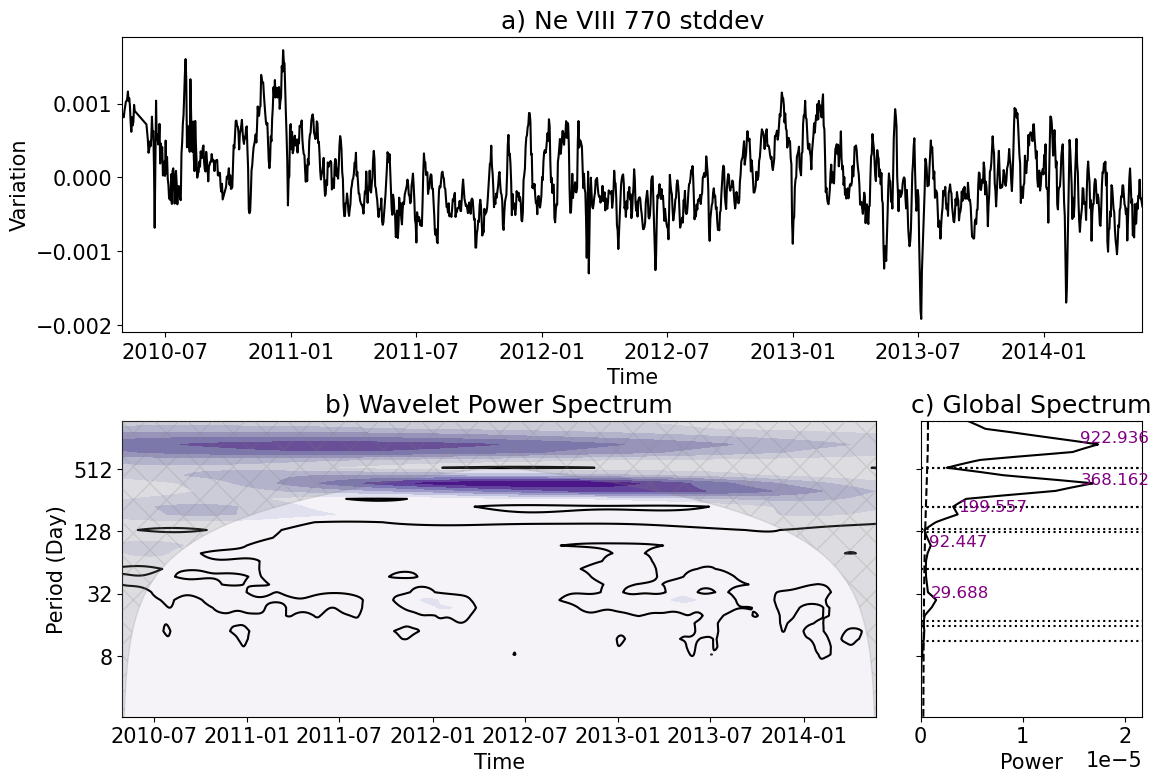 a) Ne VIII 770 stddev
Variation
0.001
0.000
−0.001
−0.002
2010-07 2011-01 2011-07 2012-01 2012-07 2013-01 2013-07 2014-01
Time
b) Wavelet Power Spectrum
Period (Day)
512
128
32
8
2010-07 2011-01 2011-07 2012-01 2012-07 2013-01 2013-07 2014-01
Time
c) Global Spectrum
922.936
368.162
199.557
92.447
29.688
0 1 2
Power 1e−5